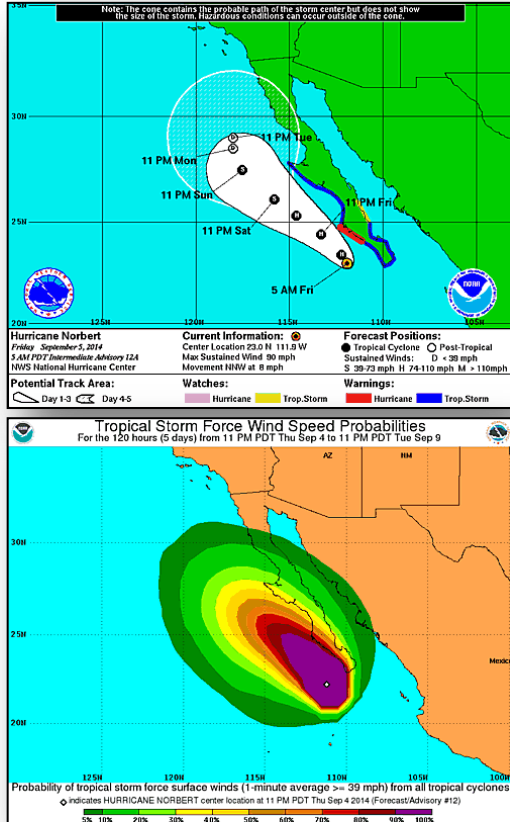 Note: The cone contains the probable path of the storm center but does not show
the size of the storm. Hazardous conditions can occur outside of the cone.
35N
30N
11 PM Tue
11 PM Mon
11 PM Sun
11 PM Fri
11 PM Sat
25N
5 AM Fri
20N
120W 115W 110W 105W
NOAA
D
D
S
S
H
H
H
Hurricane Norbert
Friday September 5, 2014
5 AM PDT Intermediate Advisory 12A
NWS National Hurricane Center
Current Information:
Center Location 23.0 N 111.9 W
Max Sustained Wind 90 mph
Movement NNW at 8 mph
Forecast Positions:
Tropical Cyclone Post-Tropical
Sustained Winds: D < 39 mph
S 39-73 mph H 74-110 mph M > 110mph
Potential Track Area:
Day 1-3 Day 4-5
Watches:
Hurricane Trop.Storm
Warnings:
Hurricane Trop.Storm
Tropical Storm Force Wind Speed Probabilities
For the 120 hours (5 days) from 11 PM PDT Thu Sep 4 to 11 PM PDT Tue Sep 9
AZ NM
30N
25N
Mexico
20N
125W 120W 115W 110W 105W 100W
Probability of tropical storm force surface winds (1-minute average >= 39 mph) from all tropical cyclones
indicates HURRICANE NORBERT center location at 11 PM PDT Thu Sep 4 2014 (Forecast/Advisory #12)
5% 10% 20% 30% 40% 50% 60% 70% 80% 90% 100%